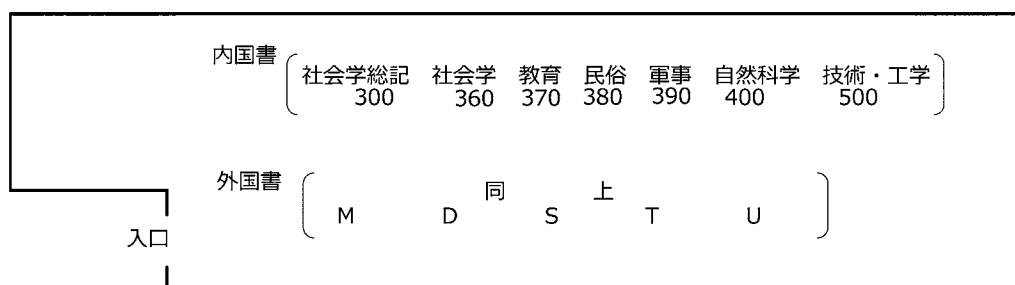 内国書
社会学総記 社会学 教育 民俗 軍事 自然科学 技術・工学
300 360 370 380 390 400 500
外国書
同 上
M D S T U
入口